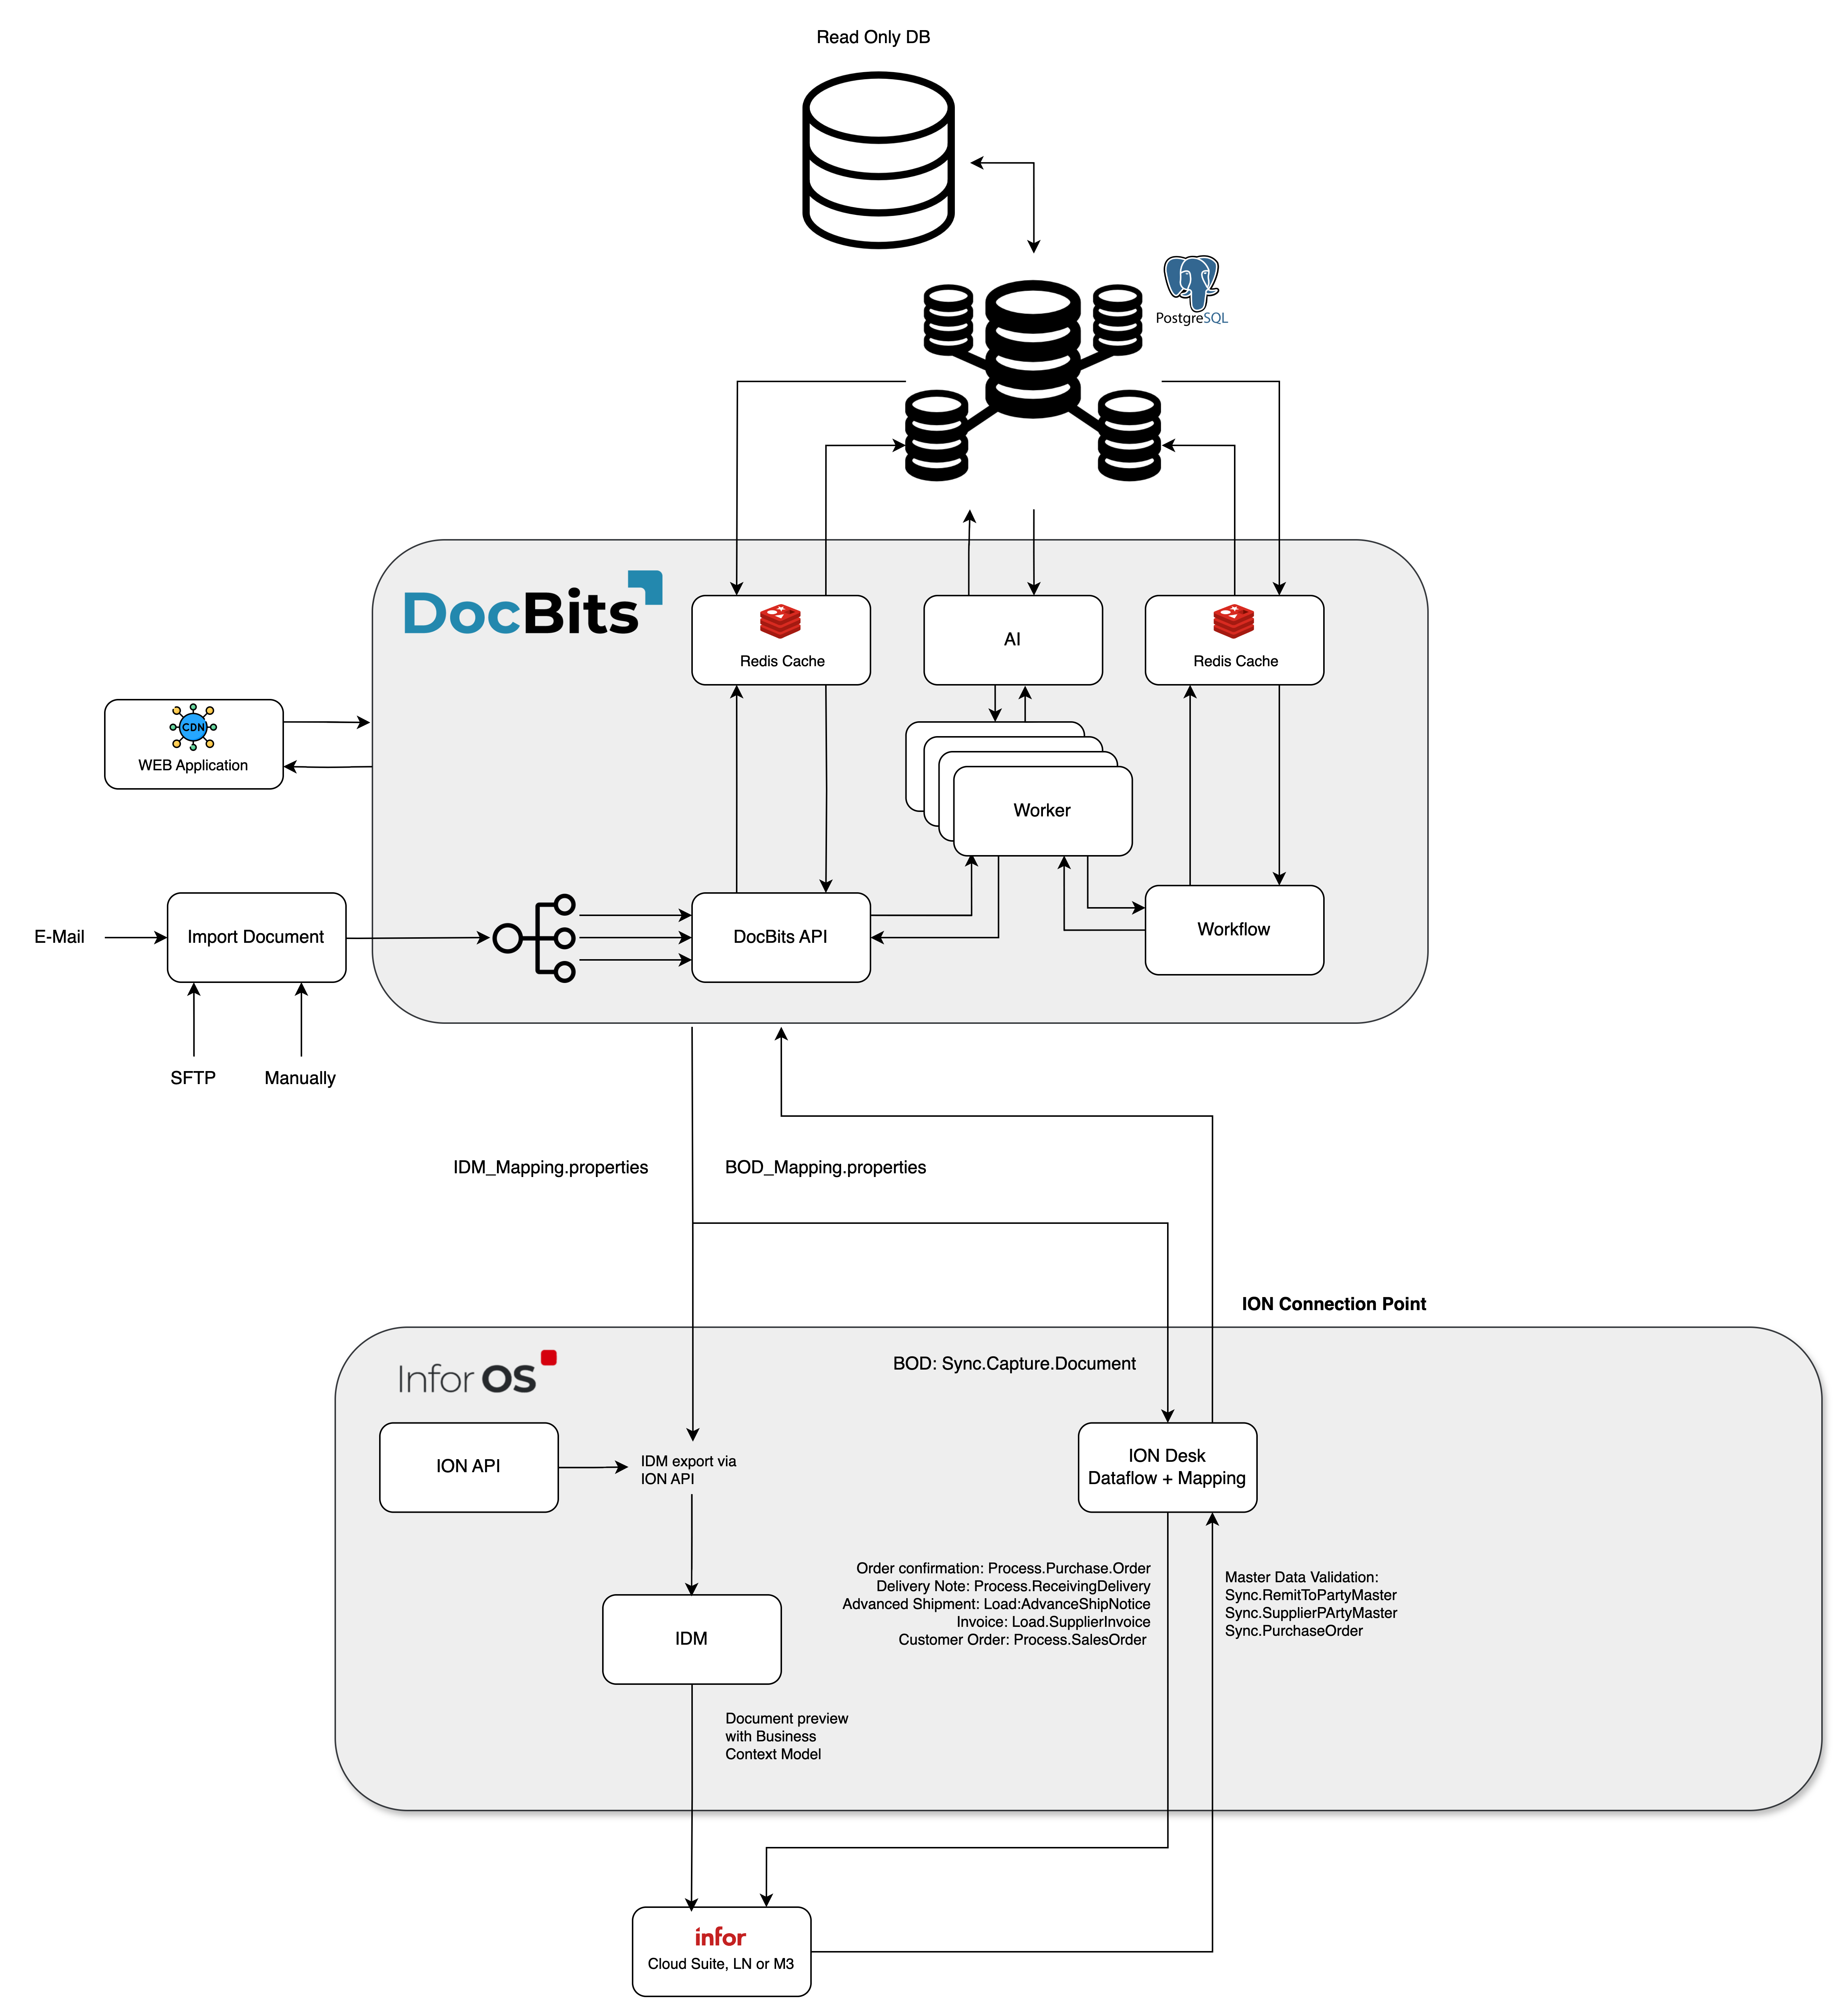 Read Only DB
PostgreSQL
DocBits
Redis Cache
AI
Redis Cache
CDN
WEB Application
Worker
E-Mail
Import Document
DocBits API
Workflow
SFTP
Manually
IDM_Mapping.properties
BOD_Mapping.properties
ION Connection Point
Infor OS
BOD: Sync.Capture.Document
ION API
IDM export via
ION API
ION Desk
Dataflow + Mapping
Order confirmation: Process.Purchase.Order
Delivery Note: Process.ReceivingDelivery
Advanced Shipment: Load:AdvanceShipNotice
Invoice: Load.SupplierInvoice
Customer Order: Process.SalesOrder
Master Data Validation:
Sync.RemitToPartyMaster
Sync.SupplierPArtyMaster
Sync.PurchaseOrder
IDM
Document preview
with Business
Context Model
infor
Cloud Suite, LN or M3